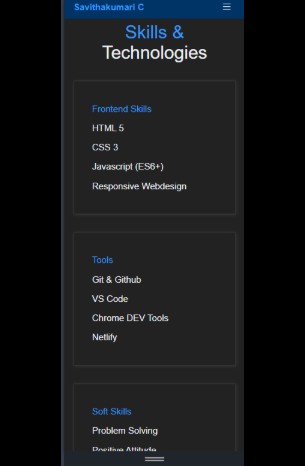 Savithakumari C
Skills &
Technologies
Frontend Skills
HTML 5
CSS 3
Javascript (ES6+)
Responsive Webdesign
Tools
Git & Github
VS Code
Chrome DEV Tools
Netlify
Soft Skills
Problem Solving
Positive Attitude